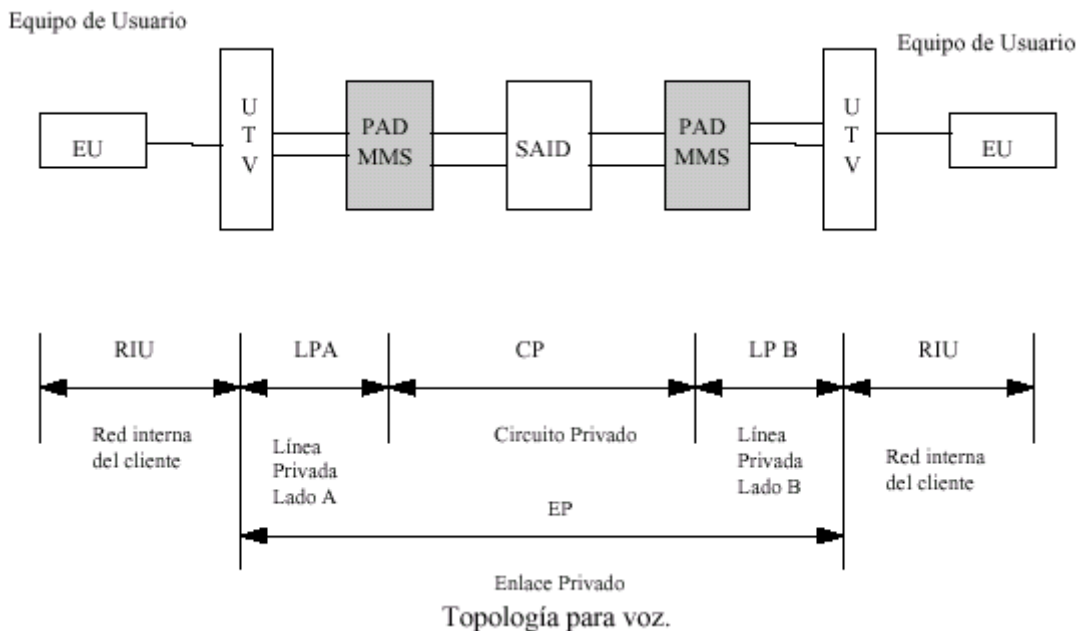 Equipo de Usuario
Equipo de Usuario
EU
U
T
V
PAD
MMS
SAID
PAD
MMS
U
T
V
EU
RIU
LPA
CP
LP B
RIU
Red interna
del cliente
Línea
Privada
Lado A
Circuito Privado
Línea
Privada
Lado B
Red interna
del cliente
EP
Enlace Privado
Topología para voz.